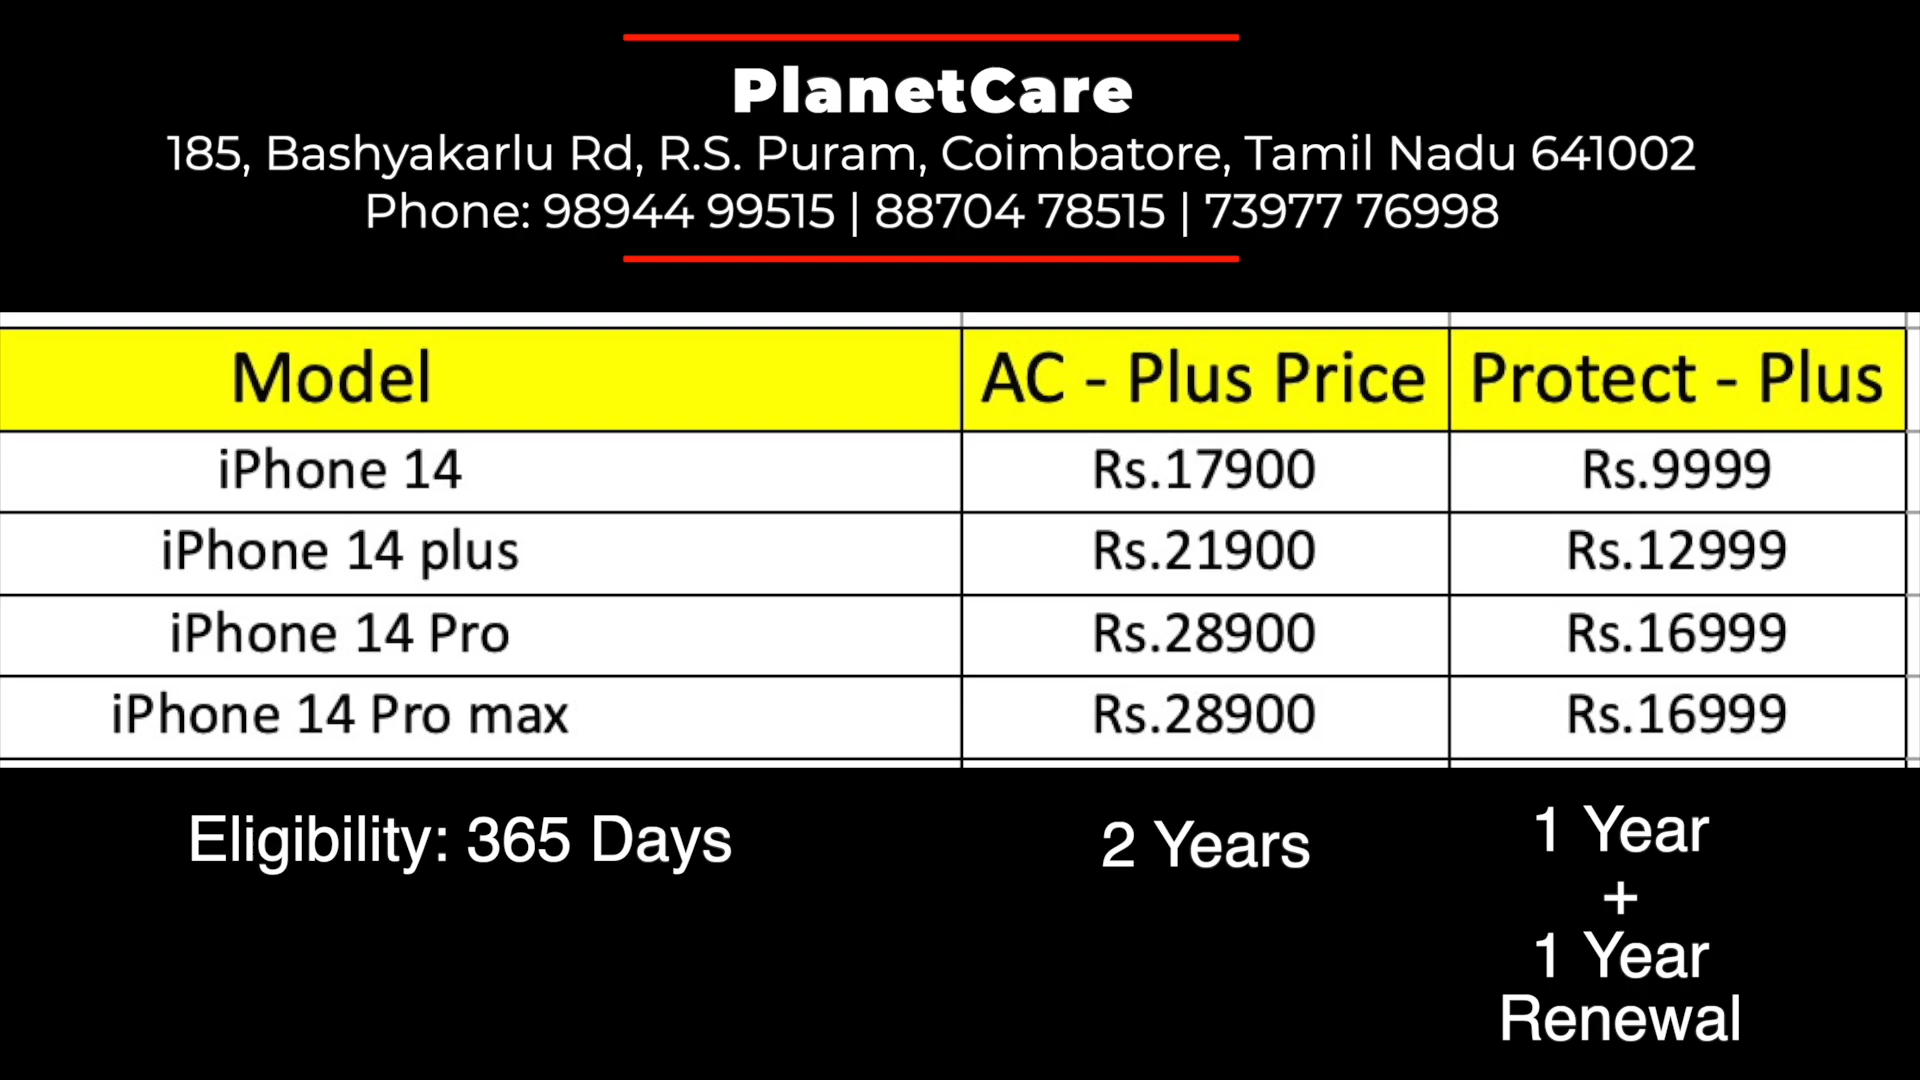 PlanetCare
185, Bashyakarlu Rd, R.S. Puram, Coimbatore, Tamil Nadu 641002
Phone: 98944 99515 | 88704 78515 | 73977 76998
Model AC - Plus Price Protect - Plus
iPhone 14 Rs.17900 Rs.9999
iPhone 14 plus Rs.21900 Rs.12999
iPhone 14 Pro Rs.28900 Rs.16999
iPhone 14 Pro max Rs.28900 Rs.16999
Eligibility: 365 Days
2 Years
1 Year
+
1 Year
Renewal